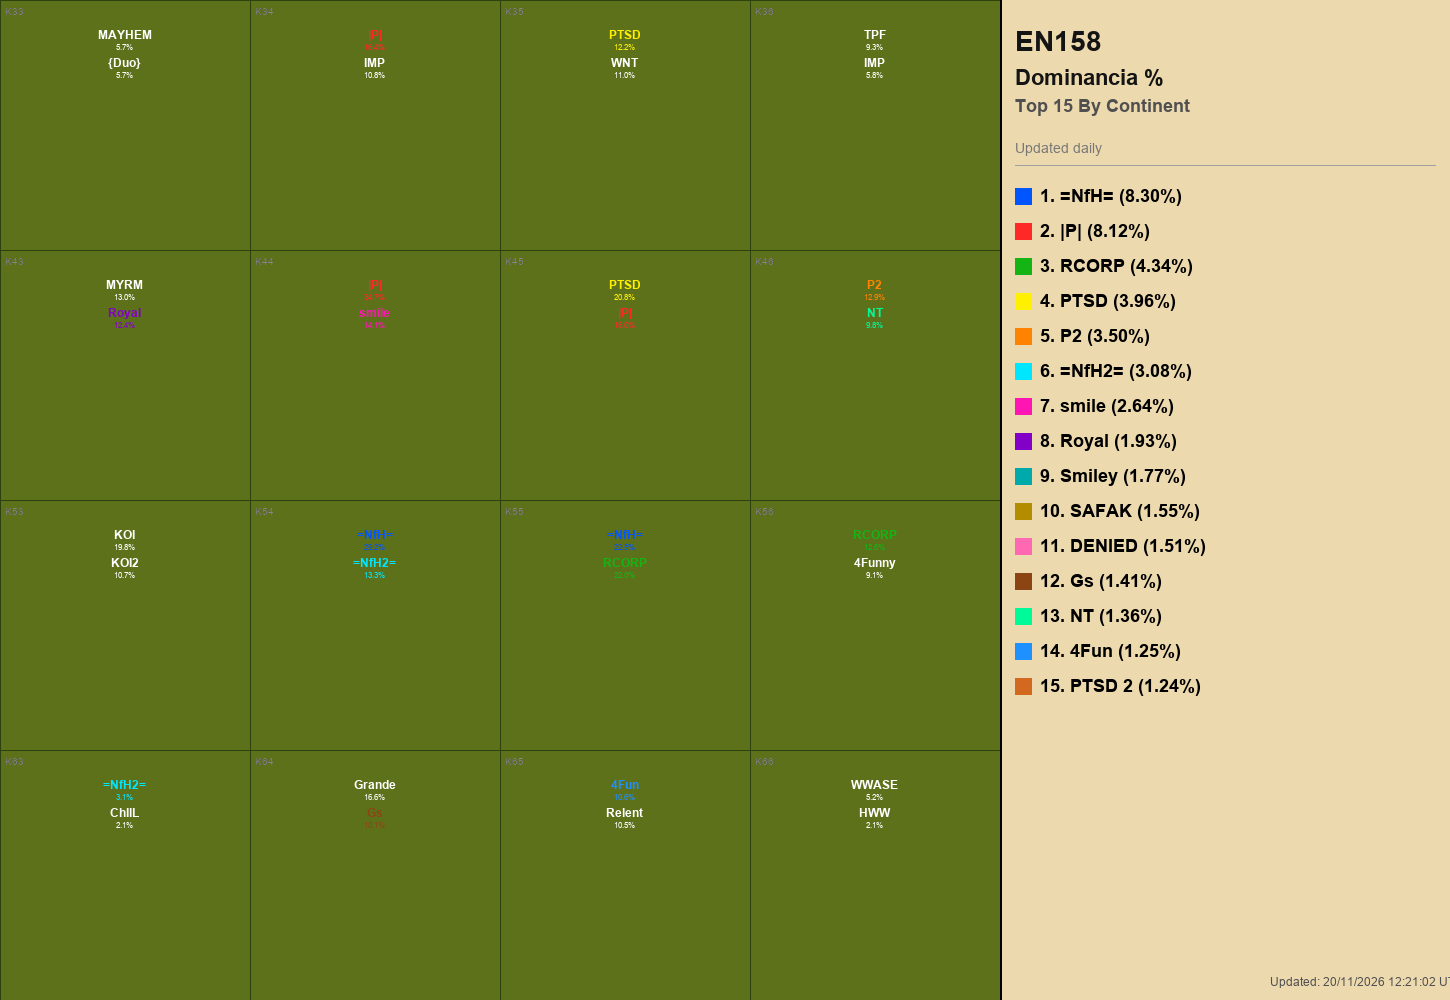 K33
MAYHEM
5.7%
{Duo}
5.7%
K34
|P|
IMP
10.8%
K35
PTSD
12.2%
WNT
11.0%
K36
TPF
9.3%
IMP
5.8%
K43
MYRM
13.0%
Royal
12.4%
K44
|P|
smile
14.1%
K45
PTSD
20.8%
|P|
K46
P2
12.9%
NT
9.8%
K53
KOI
19.8%
KOI2
10.7%
K54
=NfH=
=NfH2=
13.3%
K55
=NfH=
RCORP
K56
RCORP
4Funny
9.1%
K63
=NfH2=
3.1%
ChillL
2.1%
K64
Grande
16.6%
Gs
K65
4Fun
Relent
10.5%
K66
WWASE
5.2%
HWW
2.1%
EN158
Dominancia %
Top 15 By Continent
Updated daily
1. =NfH= (8.30%)
2. |P| (8.12%)
3. RCORP (4.34%)
4. PTSD (3.96%)
5. P2 (3.50%)
6. =NfH2= (3.08%)
7. smile (2.64%)
8. Royal (1.93%)
9. Smiley (1.77%)
10. SAFAK (1.55%)
11. DENIED (1.51%)
12. Gs (1.41%)
13. NT (1.36%)
14. 4Fun (1.25%)
15. PTSD 2 (1.24%)
Updated: 20/11/2026 12:21:02